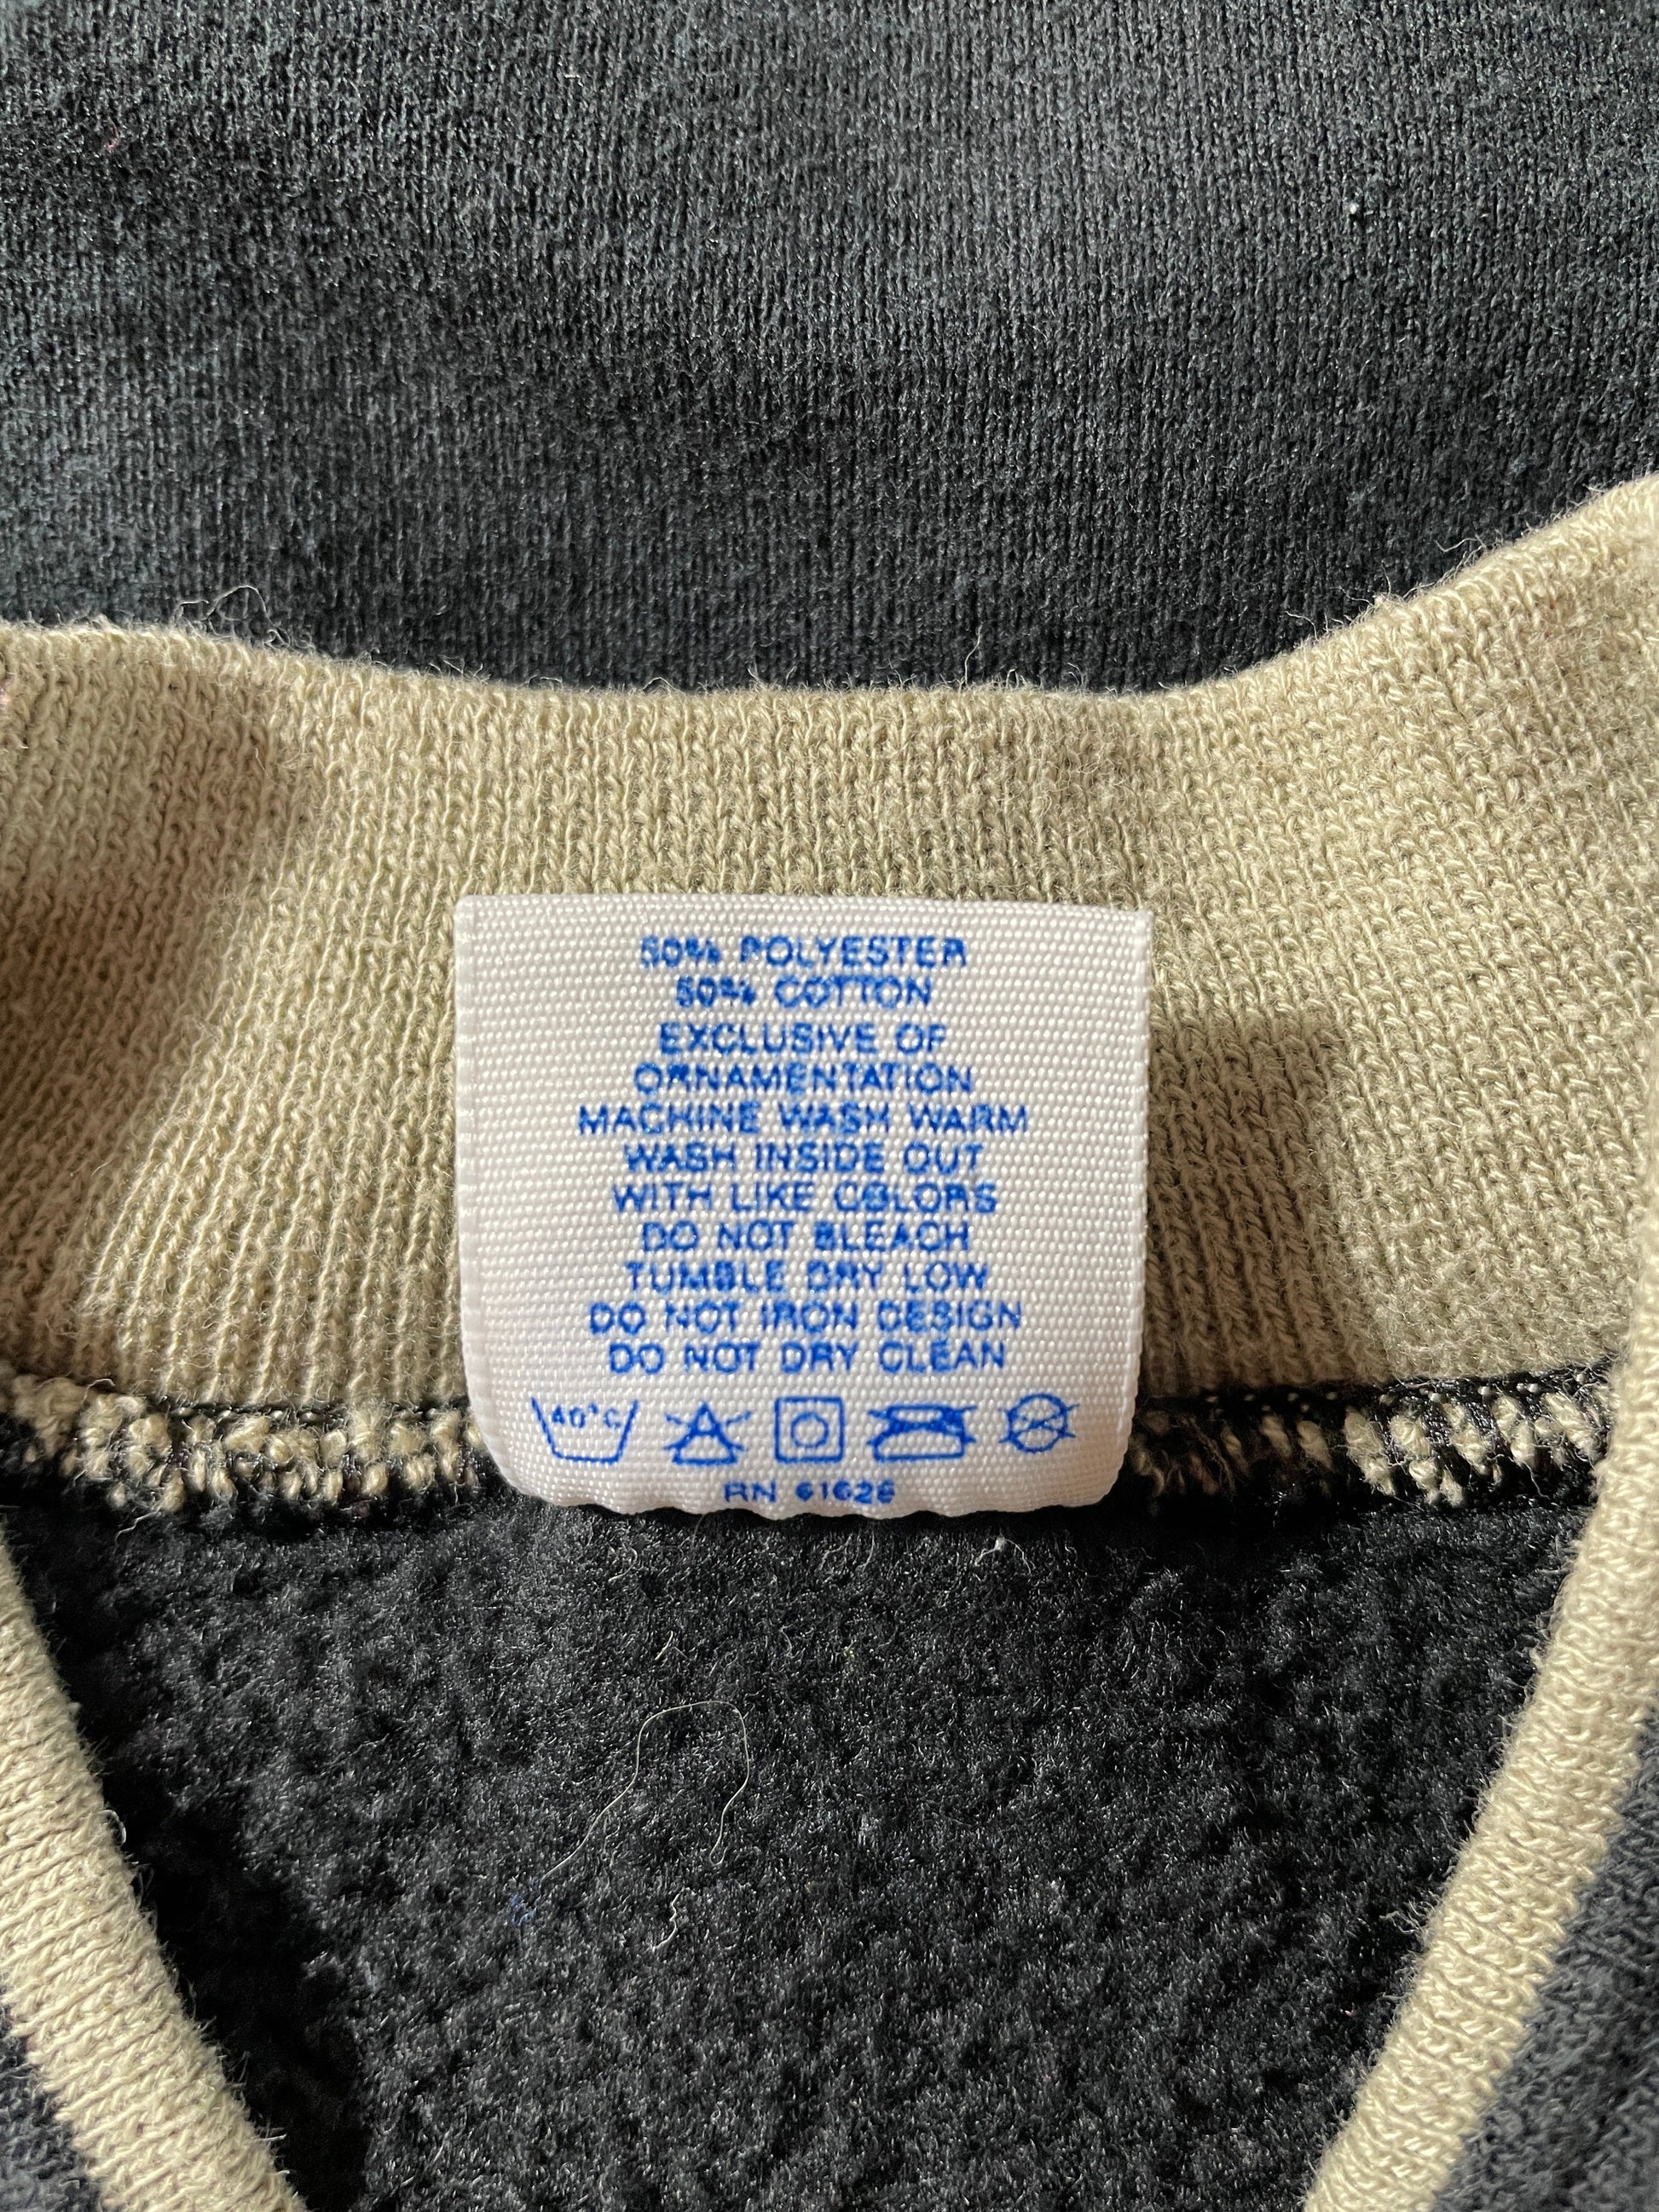 50% POLYESTER
50% COTTON
EXCLUSIVE OF
ORNAMENTATION
MACHINE WASH WARM
WASH INSIDE OUT
WITH LIKE COLORS
DO NOT BLEACH
TUMBLE DRY LOW
DO NOT IRON DESIGN
DO NOT DRY CLEAN
40°C
RN 61626